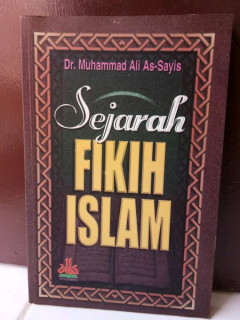 Dr. Muhammad Ali As-Sayis
Sejarah
FIKIH
ISLAM